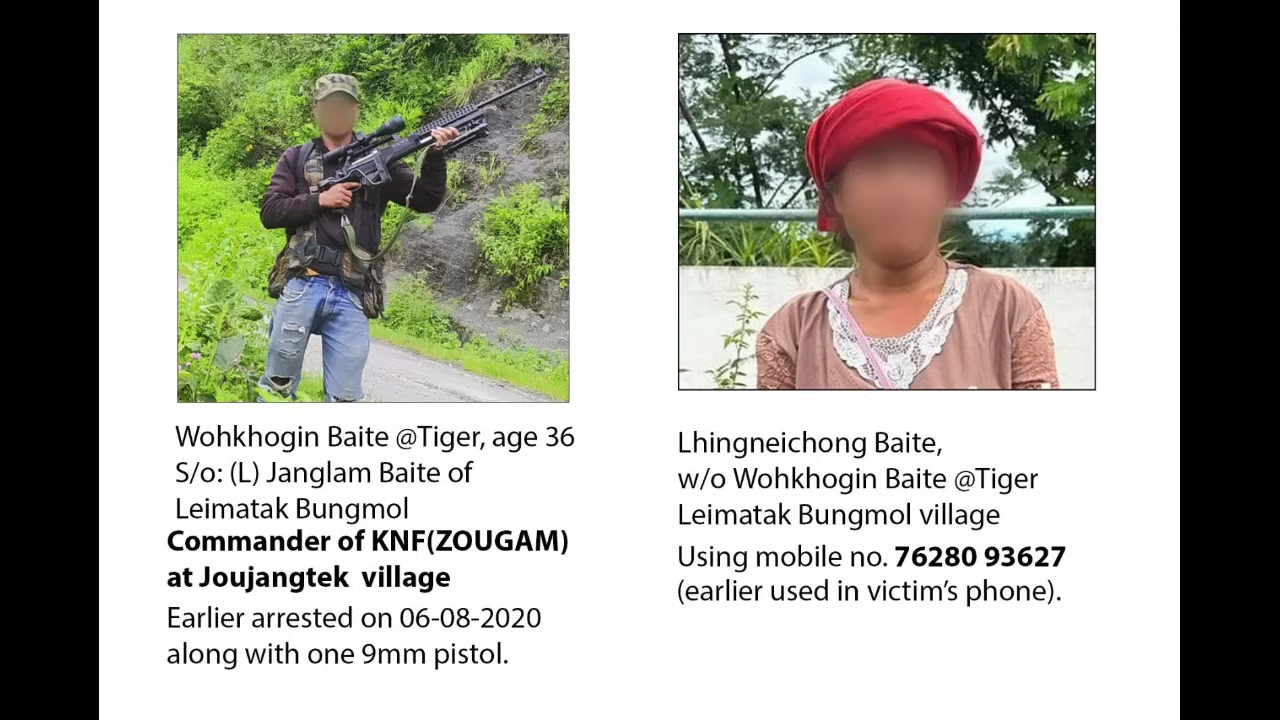 Wohkhogin Baite @Tiger, age 36
S/o: (L) Janglam Baite of
Leimatak Bungmol
Commander of KNF(ZOUGAM)
at Joujangtek village
Earlier arrested on 06-08-2020
along with one 9mm pistol.
Lhingneichong Baite,
w/o Wohkhogin Baite @Tiger
Leimatak Bungmol village
Using mobile no. 76280 93627
(earlier used in victim's phone).